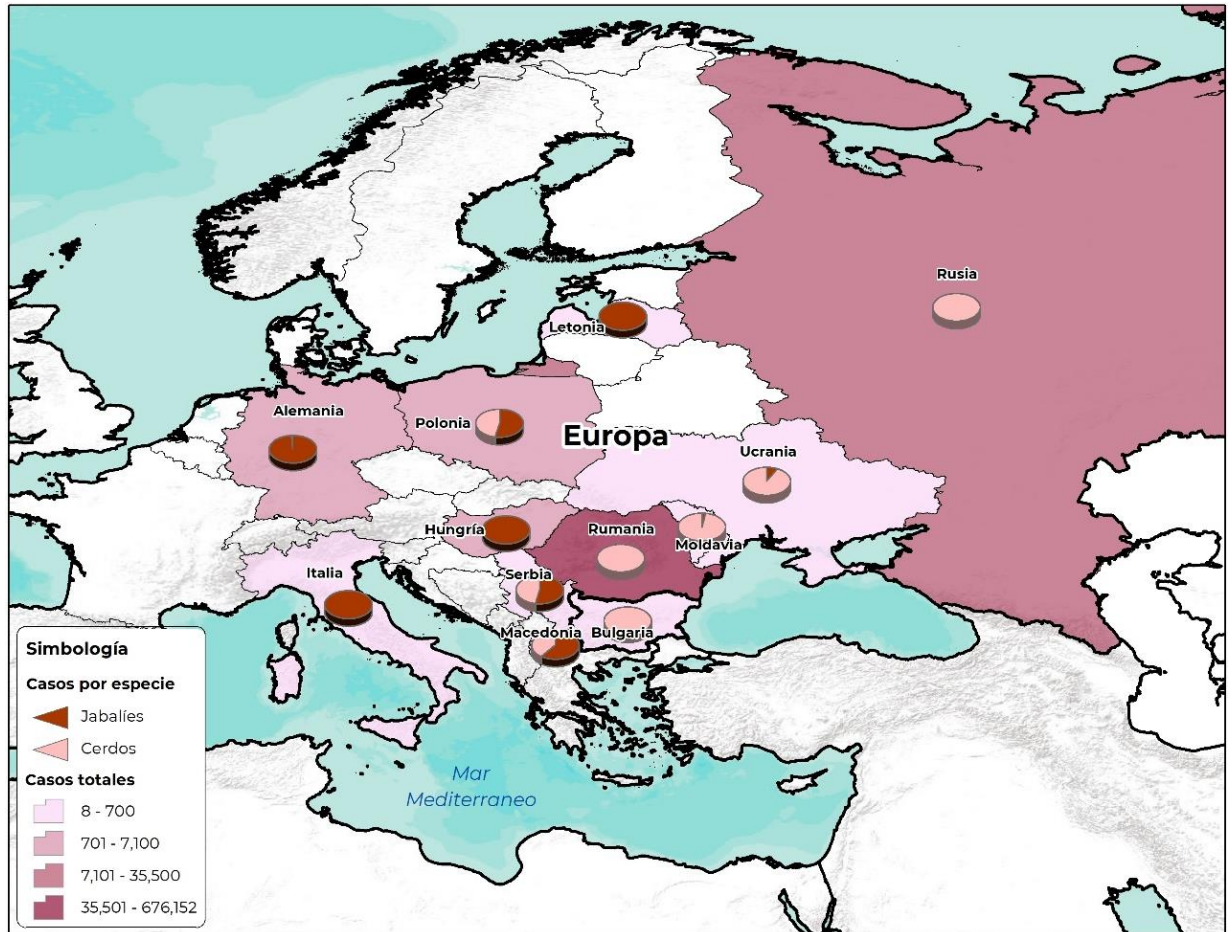 Rusia
Letonia
Alemania
Polonia
Europa
Ucrania
Hungría
Rumania
Moldavia
Italia
Serbia
Macedonia
Bulgaria
Mar
Mediterraneo
Simbología
Casos por especie
Jabalíes
Cerdos
Casos totales
8 - 700
701 - 7,100
7,101 - 35,500
35,501 - 676,152